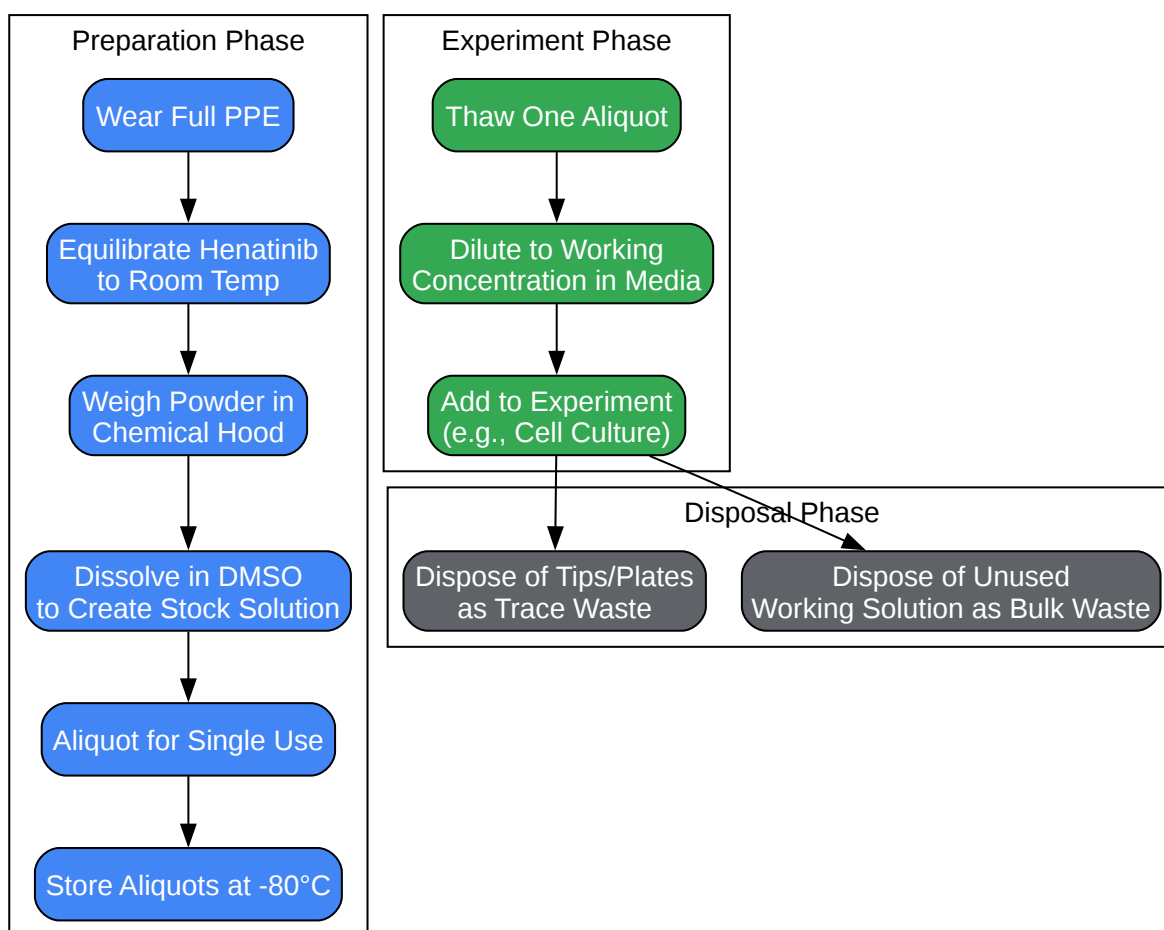 Preparation Phase
Wear Full PPE
Equilibrate Henatinib
to Room Temp
Weigh Powder in
Chemical Hood
Dissolve in DMSO
to Create Stock Solution
Aliquot for Single Use
Store Aliquots at -80°C
Experiment Phase
Thaw One Aliquot
Dilute to Working
Concentration in Media
Add to Experiment
(e.g., Cell Culture)
Disposal Phase
Dispose of Tips/Plates
as Trace Waste
Dispose of Unused
Working Solution as Bulk Waste